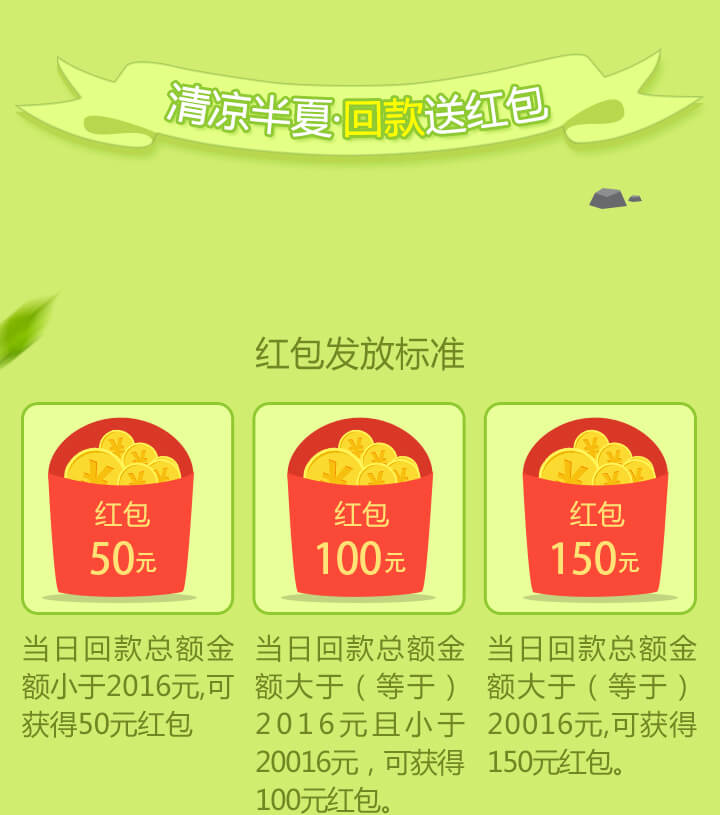 清凉半夏·回款送红包
红包发放标准
红包
50元
红包
100元
红包
150元
当日回款总额金
额小于2016元,可
获得50元红包
当日回款总额金
额大于（等于）
2016元且小于
20016元，可获得
100元红包。
当日回款总额金
额大于（等于）
20016元,可获得
150元红包。